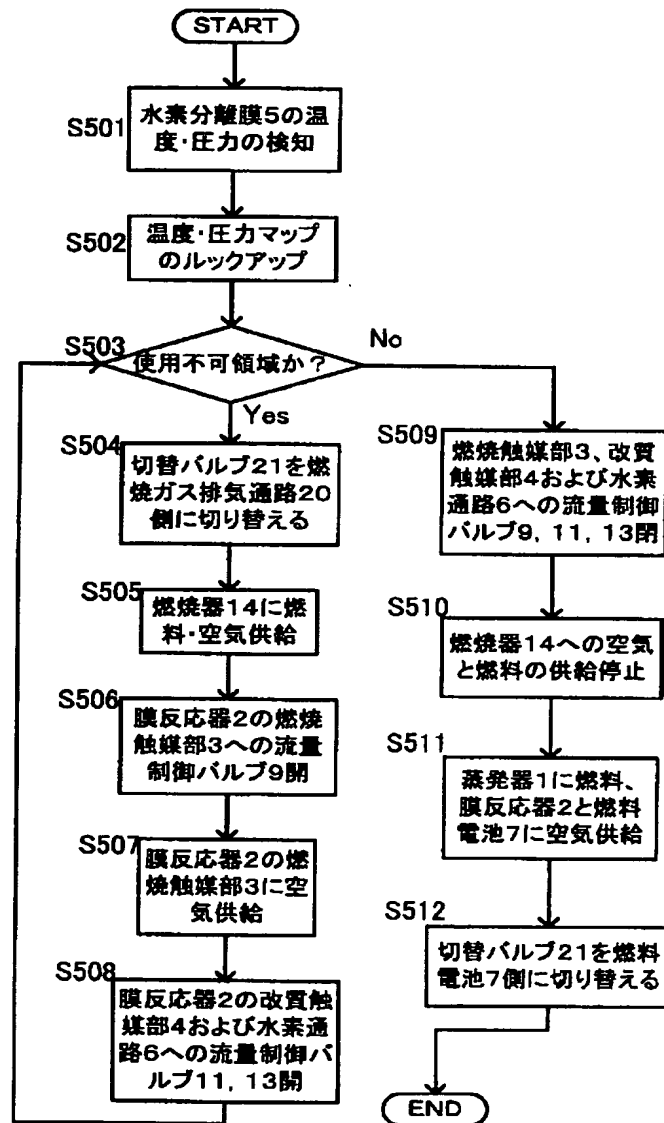 START
S501
水素分離膜5の温
度・圧力の検知
S502
温度・圧力マップ
のルックアップ
S503
使用不可領域か？
No
Yes
S504
切替バルブ21を燃
焼ガス排気通路20
側に切り替える
S505
燃焼器14に燃
料・空気供給
S506
膜反応器2の燃焼
触媒部3への流量
制御バルブ9開
S507
膜反応器2の燃
焼触媒部3に空
気供給
S508
膜反応器2の改質触
媒部4および水素通
路6への流量制御バ
ルブ11, 13開
S509
燃焼触媒部3、改質
触媒部4および水素
通路6への流量制御
バルブ9, 11, 13閉
S510
燃焼器14への空気
と燃料の供給停止
S511
蒸発器1に燃料、
膜反応器2と燃料
電池7に空気供給
S512
切替バルブ21を燃料
電池7側に切り替える
END